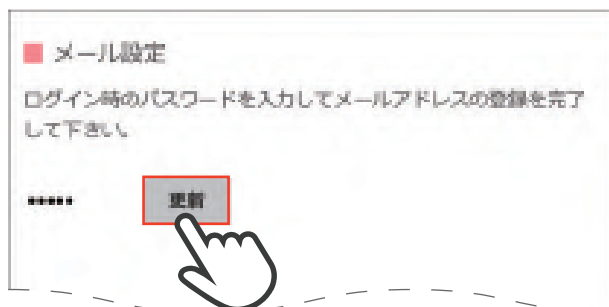 メール設定
ログイン時のパスワードを入力してメールアドレスの登録を完了
して下さい。
••••• 更新